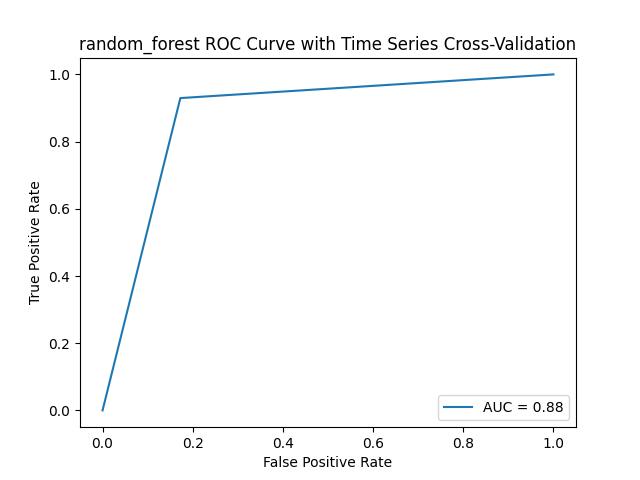 random_forest ROC Curve with Time Series Cross-Validation
True Positive Rate
1.0
0.8
0.6
0.4
0.2
0.0
0.0 0.2 0.4 0.6 0.8 1.0
False Positive Rate
AUC = 0.88